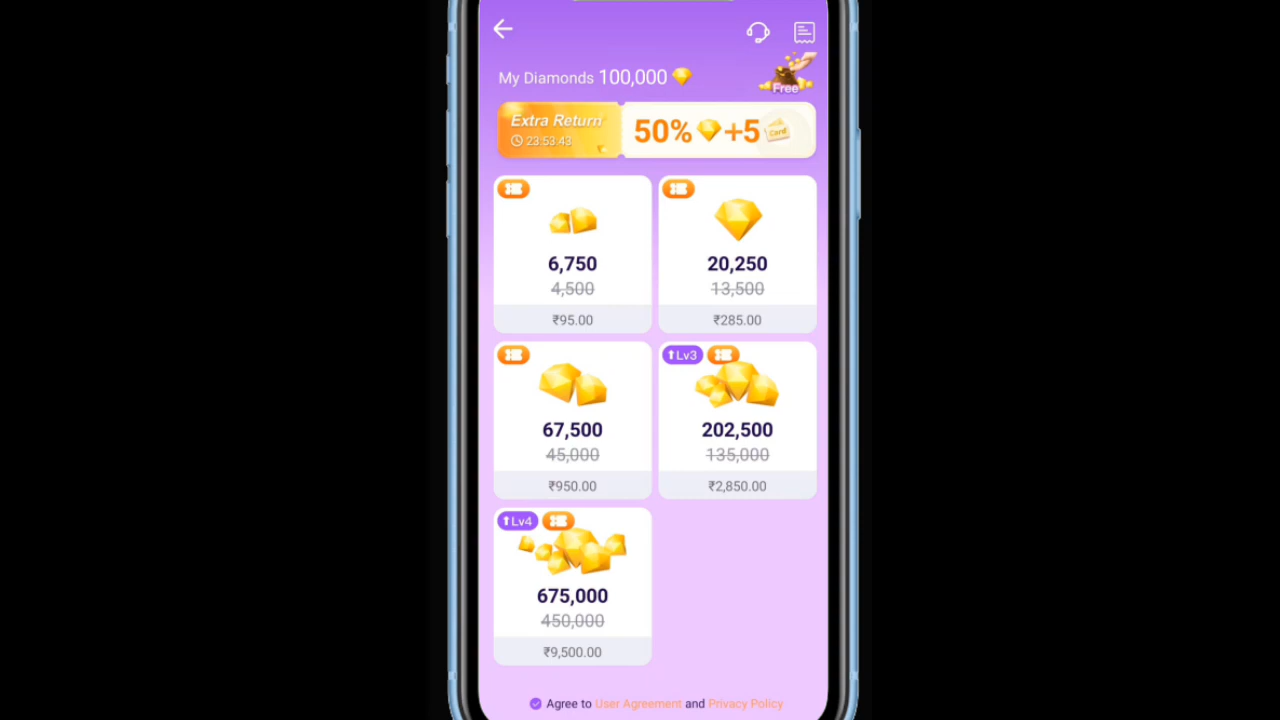 My Diamonds 100,000
Free
Extra Return
23:53:43
50% +5
Card
6,750
4,500
₹95.00
20,250
13,500
₹285.00
67,500
45,000
₹950.00
Lv3
202,500
135,000
₹2,850.00
Lv4
675,000
450,000
₹9,500.00
Agree to User Agreement and Privacy Policy